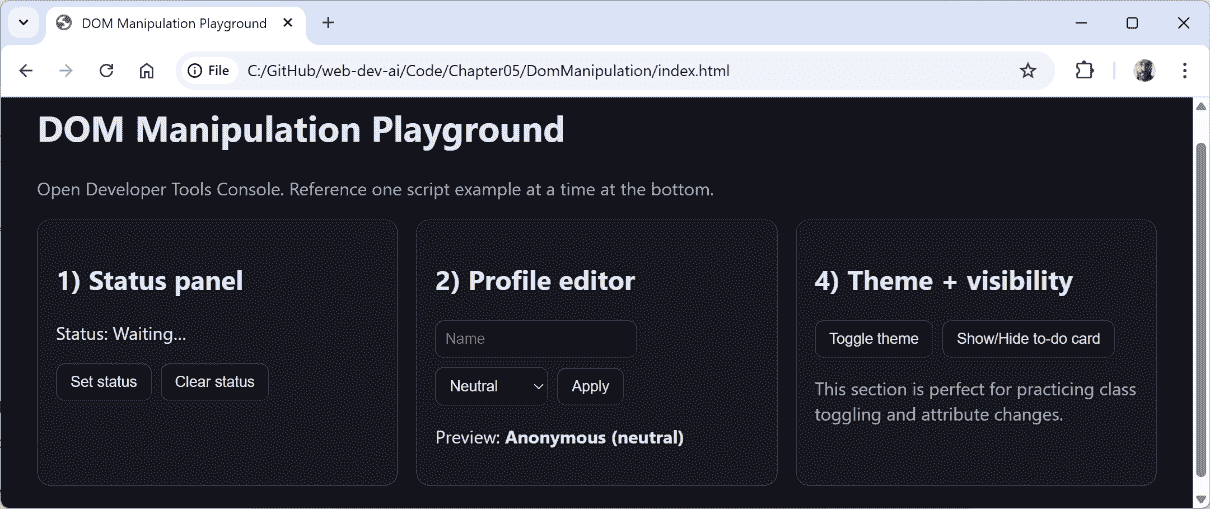 DOM Manipulation Playground
File C:/GitHub/web-dev-ai/Code/Chapter05/DomManipulation/index.html
DOM Manipulation Playground
Open Developer Tools Console. Reference one script example at a time at the bottom.
1) Status panel
Status: Waiting...
Set status Clear status
2) Profile editor
Name
Neutral Apply
Preview: Anonymous (neutral)
4) Theme + visibility
Toggle theme Show/Hide to-do card
This section is perfect for practicing class
toggling and attribute changes.